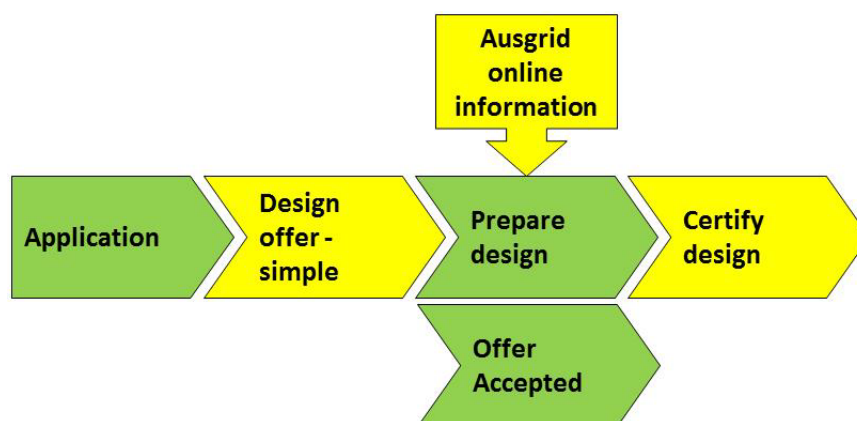 Ausgrid
online
information
Application
Design
offer -
simple
Prepare
design
Certify
design
Offer
Accepted